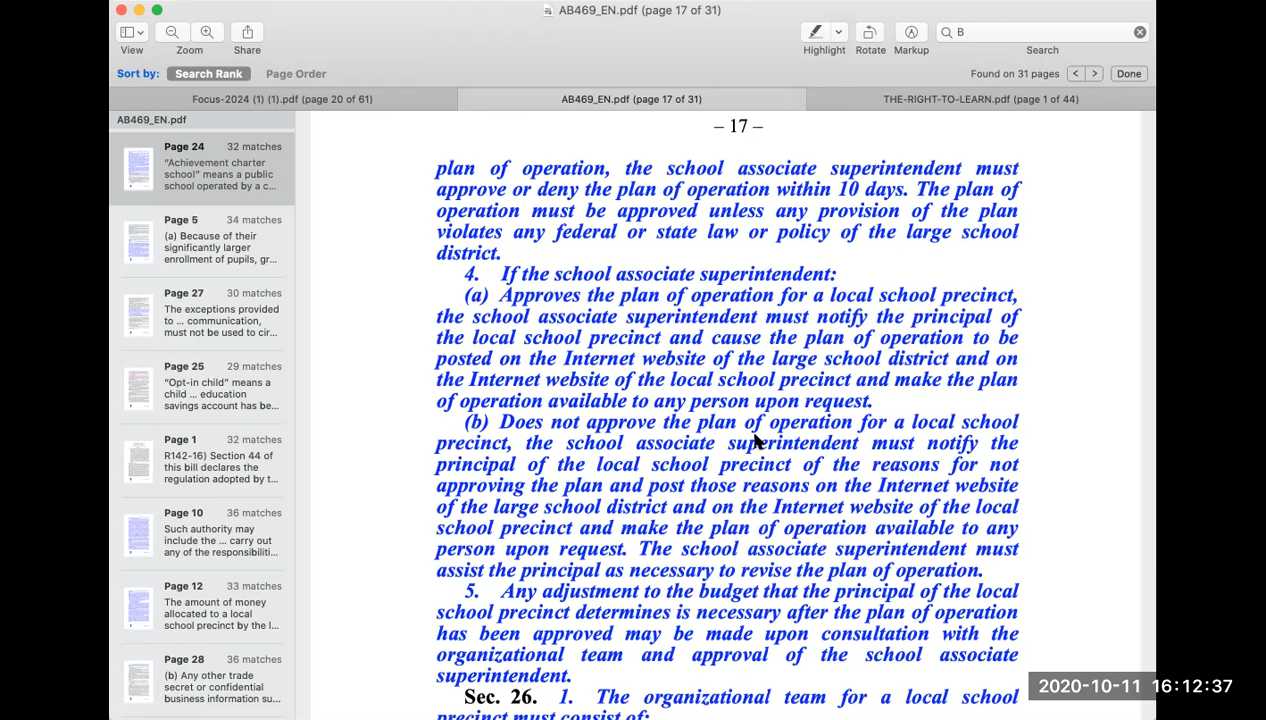 AB469_EN.pdf (page 17 of 31)
View
Zoom
Share
Highlight
Rotate
Markup
B
Search
Sort by:
Search Rank
Page Order
Found on 31 pages
Done
Focus-2024 (1) (1).pdf (page 20 of 61)
AB469_EN.pdf (page 17 of 31)
THE-RIGHT-TO-LEARN.pdf (page 1 of 44)
AB469_EN.pdf
Page 24 32 matches
“Achievement charter
school” means a public
school operated by a c...
Page 5 34 matches
(a) Because of their
significantly larger
enrollment of pupils, gr...
Page 27 30 matches
The exceptions provided
to ... communication,
must not be used to cir...
Page 25 29 matches
“Opt-in child” means a
child ... education
savings account has be...
Page 1 32 matches
R142-16) Section 44 of
this bill declares the
regulation adopted by t...
Page 10 36 matches
Such authority may
include the ... carry out
any of the responsibiliti...
Page 12 33 matches
The amount of money
allocated to a local
school precinct by the l...
Page 28 36 matches
(b) Any other trade
secret or confidential
business information su...
– 17 –
plan of operation, the school associate superintendent must
approve or deny the plan of operation within 10 days. The plan of
operation must be approved unless any provision of the plan
violates any federal or state law or policy of the large school
district.
4. If the school associate superintendent:
(a) Approves the plan of operation for a local school precinct,
the school associate superintendent must notify the principal of
the local school precinct and cause the plan of operation to be
posted on the Internet website of the large school district and on
the Internet website of the local school precinct and make the plan
of operation available to any person upon request.
(b) Does not approve the plan of operation for a local school
precinct, the school associate superintendent must notify the
principal of the local school precinct of the reasons for not
approving the plan and post those reasons on the Internet website
of the large school district and on the Internet website of the local
school precinct and make the plan of operation available to any
person upon request. The school associate superintendent must
assist the principal as necessary to revise the plan of operation.
5. Any adjustment to the budget that the principal of the local
school precinct determines is necessary after the plan of operation
has been approved may be made upon consultation with the
organizational team and approval of the school associate
superintendent.
Sec. 26. 1. The organizational team for a local school
precinct must consist of:
2020-10-11 16:12:37